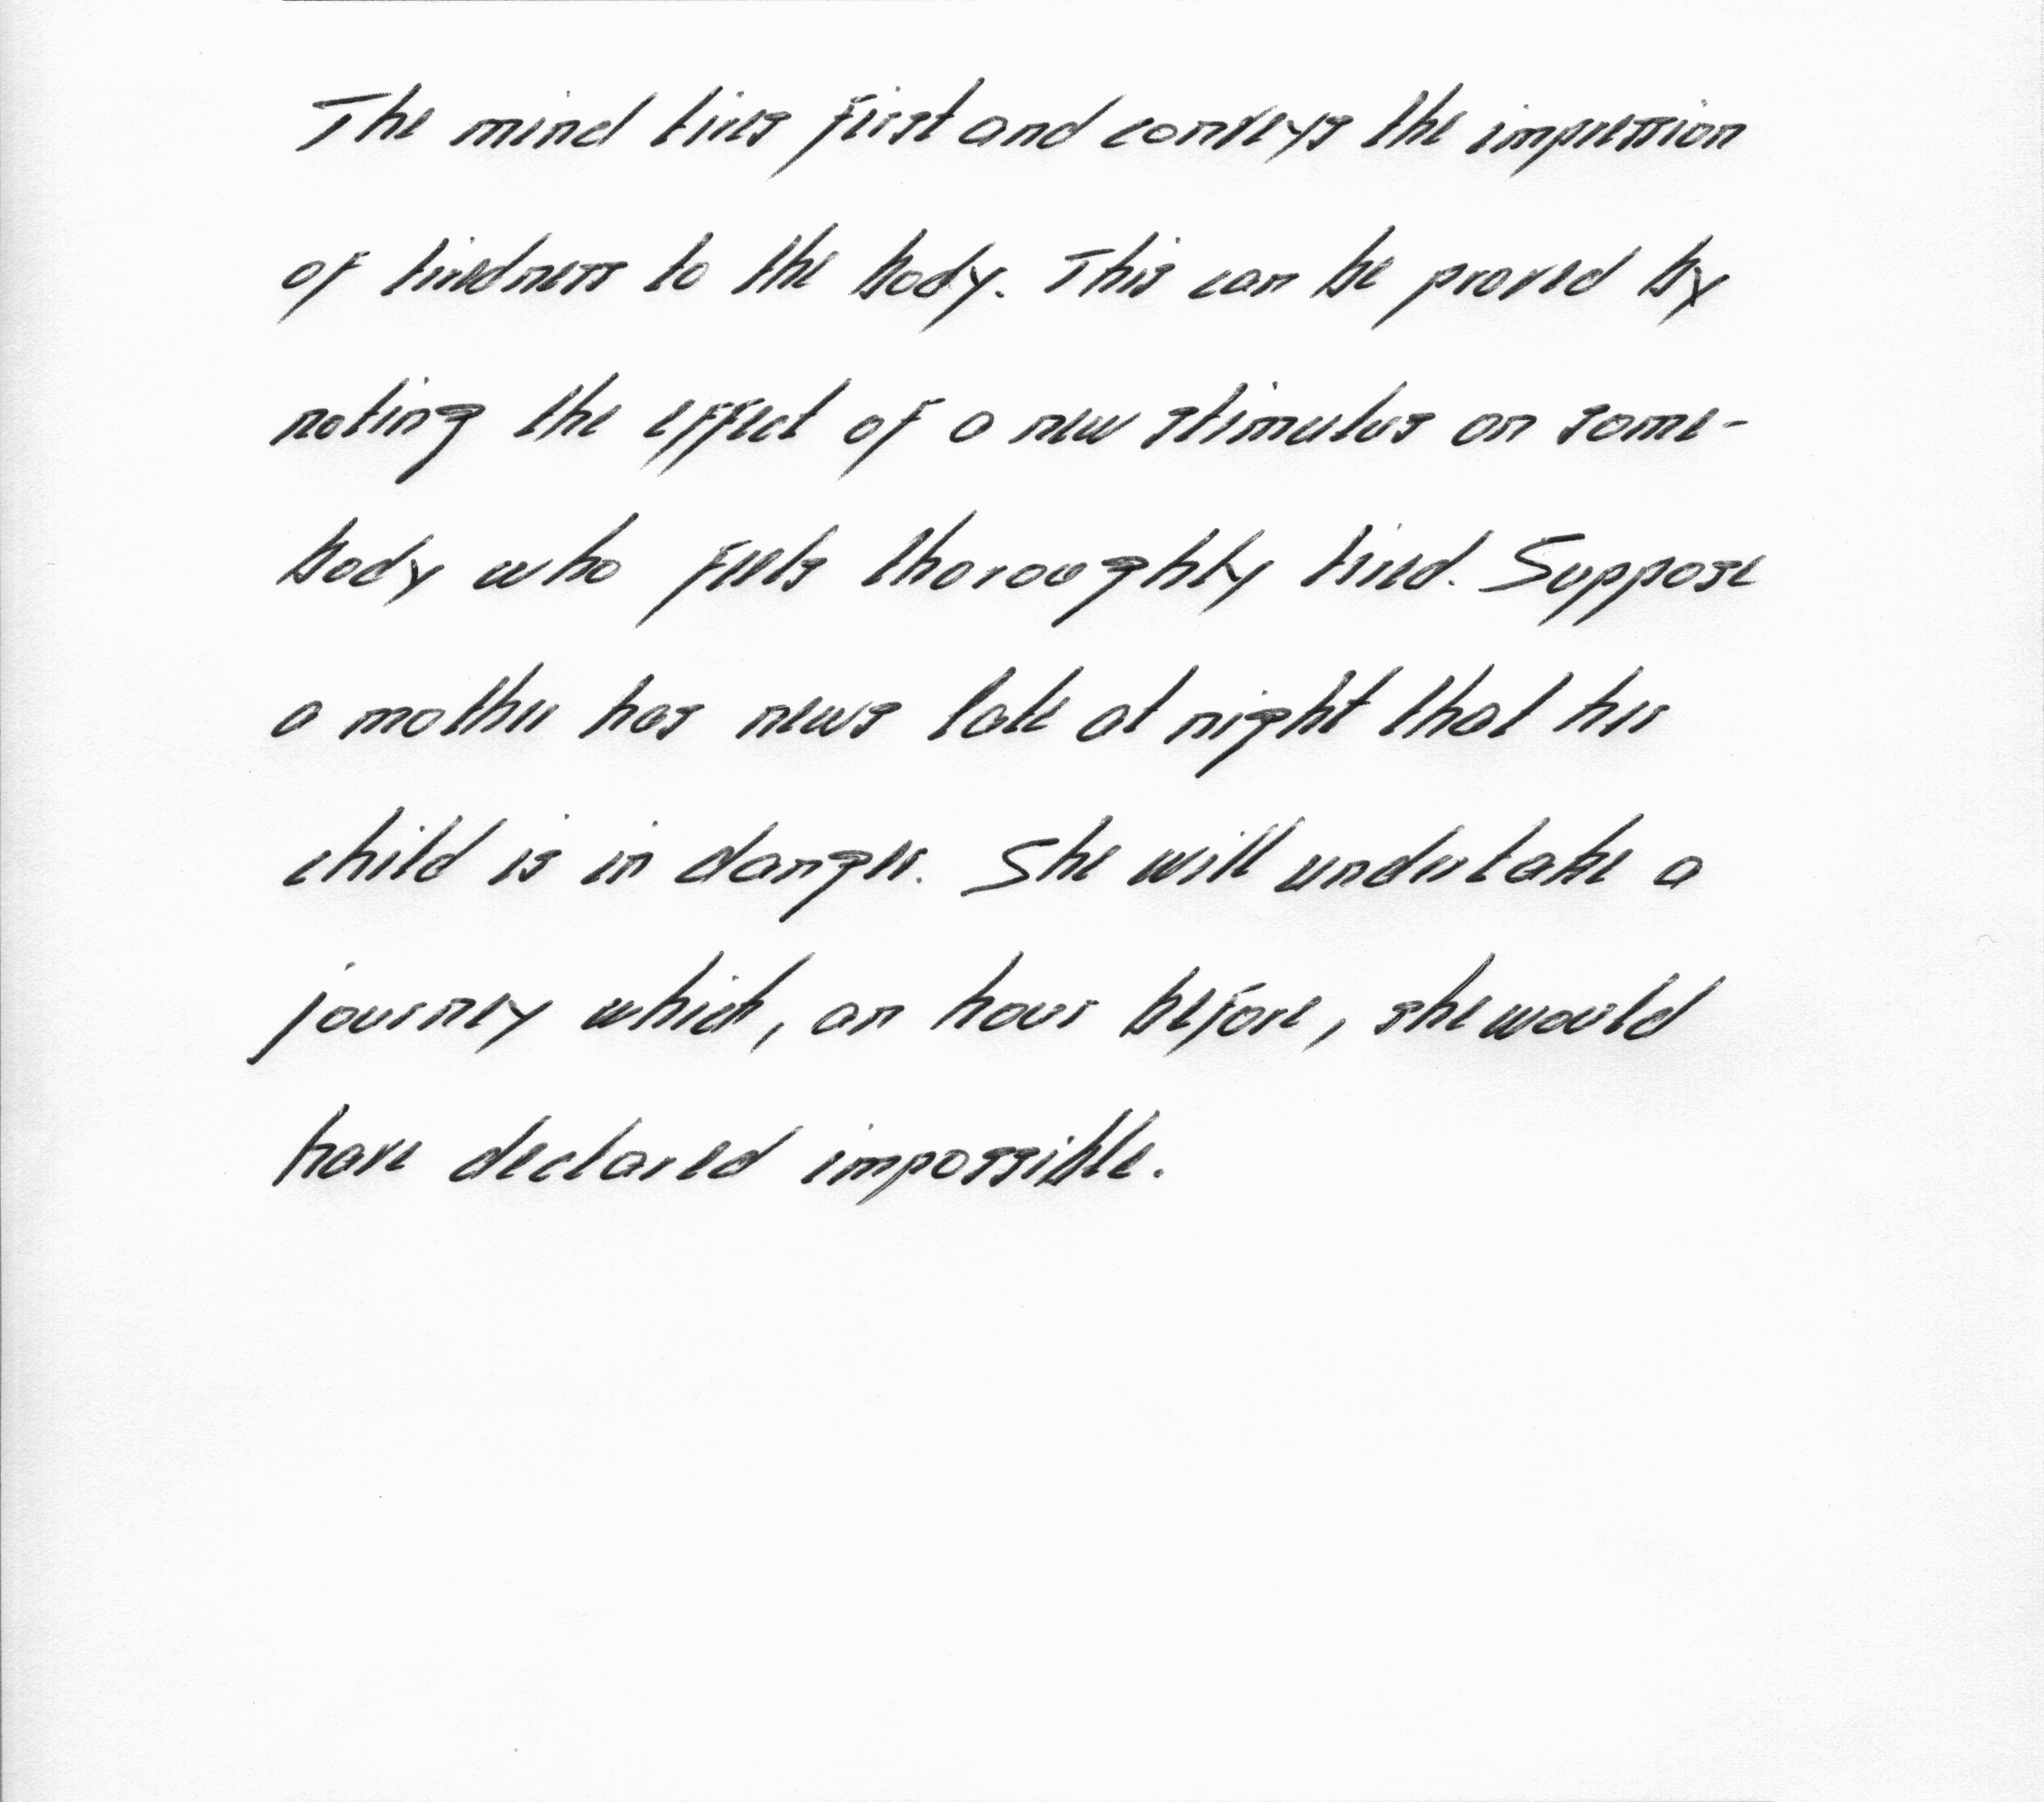 The mind tires first and conveys the impression
of tiredness to the body. This can be proved by
noting the effect of a new stimulus on some-
body who feels thoroughly tired. Suppose
a mother has news late at night that her
child is in danger. She will undertake a
journey which, an hour before, she would
have declared impossible.